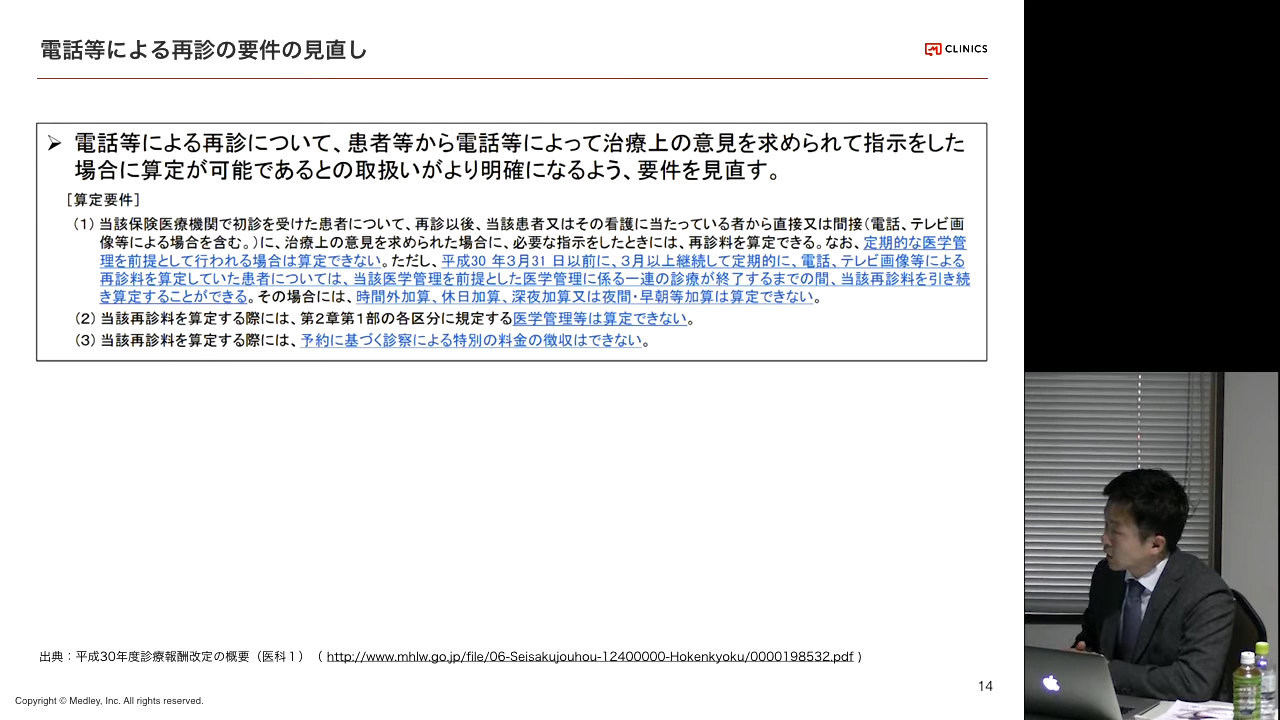 電話等による再診の要件の見直し
CLINICS
➢ 電話等による再診について、患者等から電話等によって治療上の意見を求められて指示をした
場合に算定が可能であるとの取扱いがより明確になるよう、要件を見直す。
［算定要件］
（1）当該保険医療機関で初診を受けた患者について、再診以後、当該患者又はその看護に当たっている者から直接又は間接（電話、テレビ画
像等による場合を含む。）に、治療上の意見を求められた場合に、必要な指示をしたときには、再診料を算定できる。なお、定期的な医学管
理を前提として行われる場合は算定できない。ただし、平成30 年３月31 日以前に、３月以上継続して定期的に、電話、テレビ画像等による
再診料を算定していた患者については、当該医学管理を前提とした医学管理に係る一連の診療が終了するまでの間、当該再診料を引き続
き算定することができる。その場合には、時間外加算、休日加算、深夜加算又は夜間・早朝等加算は算定できない。
（2）当該再診料を算定する際には、第２章第１部の各区分に規定する医学管理等は算定できない。
（3）当該再診料を算定する際には、予約に基づく診察による特別の料金の徴収はできない。
出典：平成30年度診療報酬改定の概要（医科１）（ http://www.mhlw.go.jp/file/06-Seisakujouhou-12400000-Hokenkyoku/0000198532.pdf ）
14
Copyright © Medley, Inc. All rights reserved.